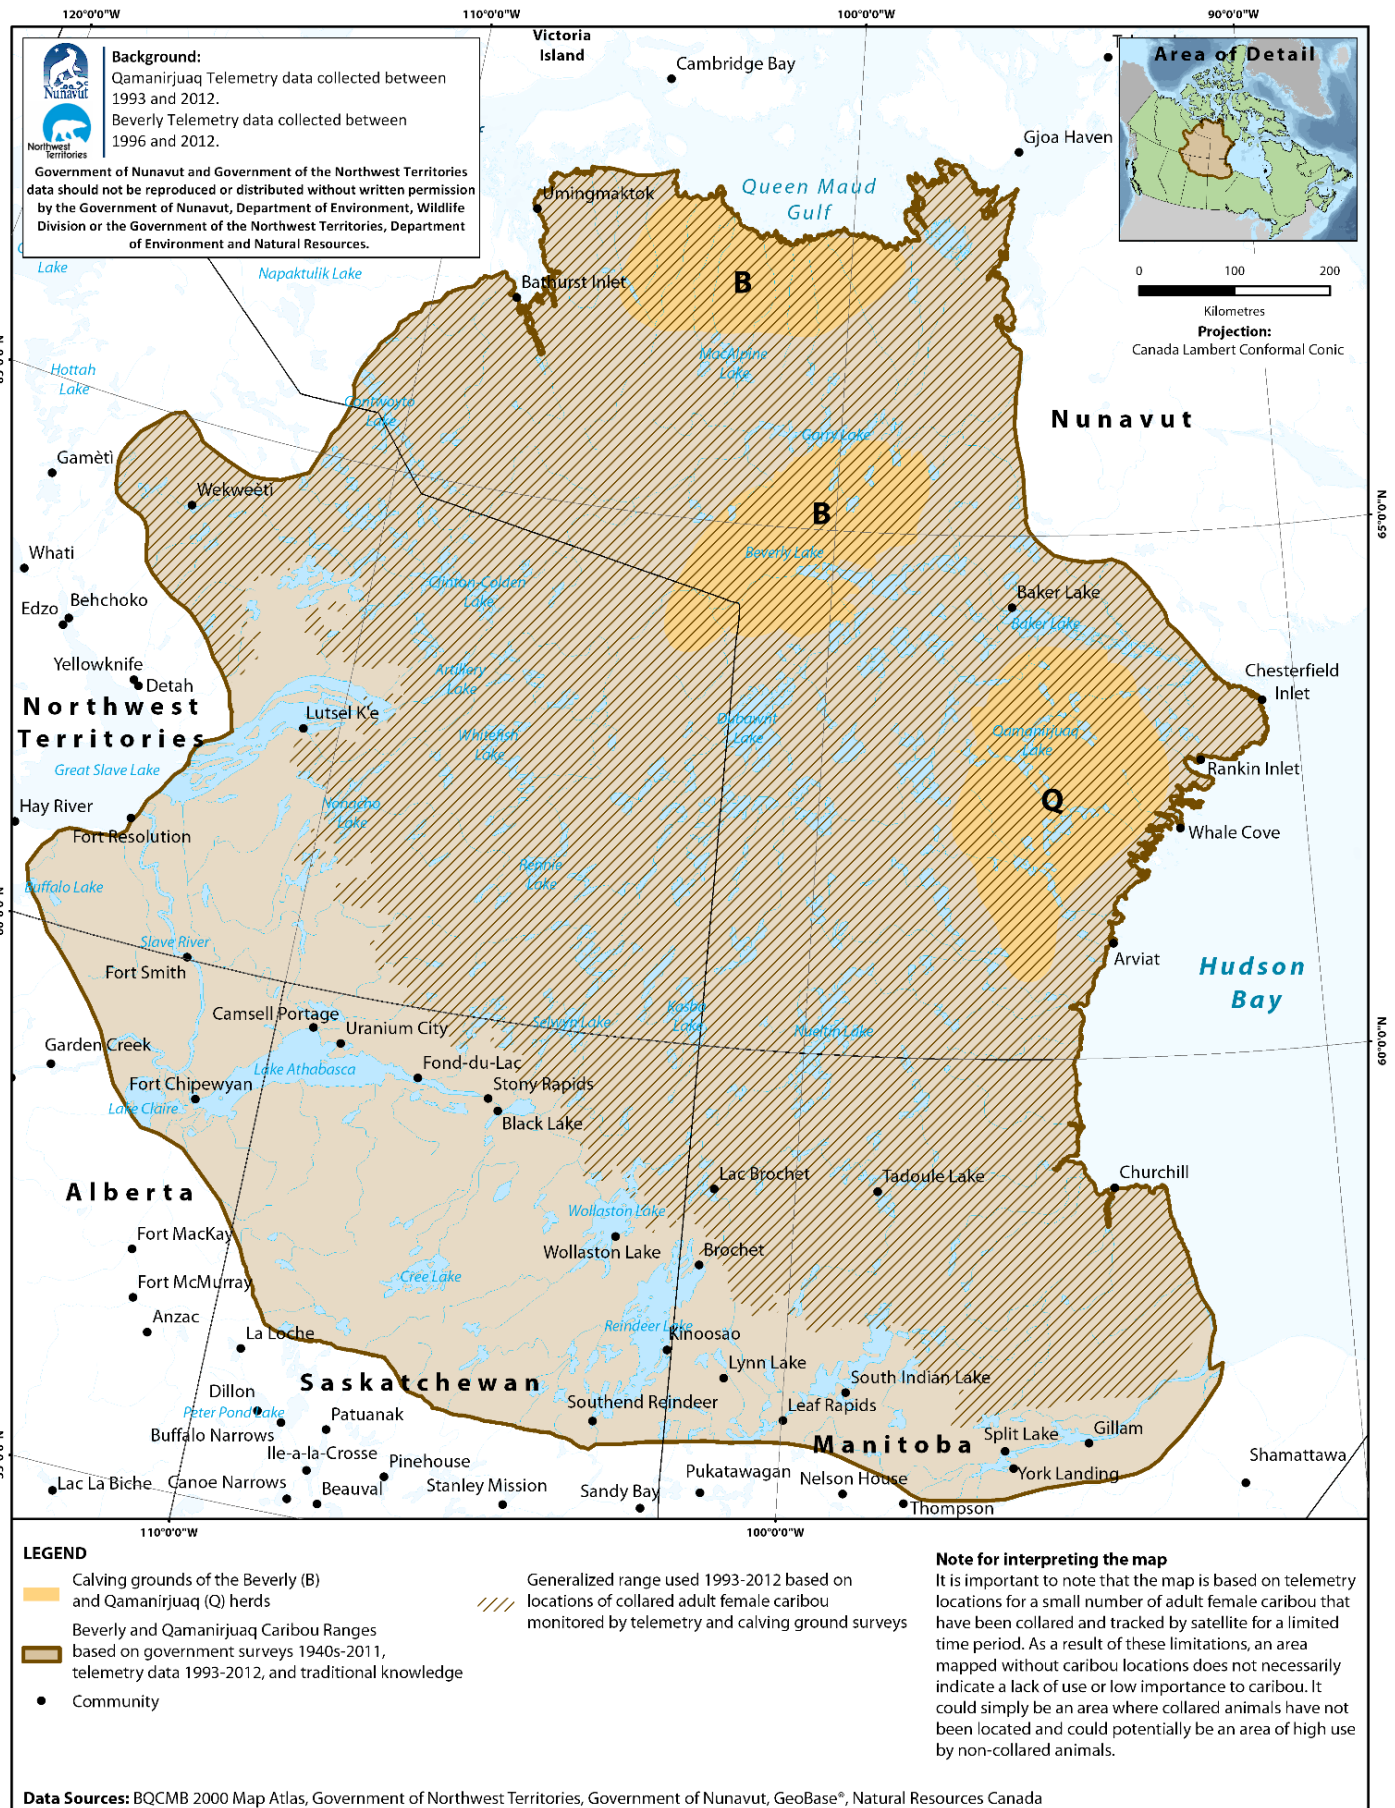 120°0'0"W
110°0'0"W
100°0'0"W
90°0'0"W
Nunavut
Northwest
Territories
Background:
Qamanirjuaq Telemetry data collected between
1993 and 2012.
Beverly Telemetry data collected between
1996 and 2012.
Government of Nunavut and Government of the Northwest Territories
data should not be reproduced or distributed without written permission
by the Government of Nunavut, Department of Environment, Wildlife
Division or the Government of the Northwest Territories, Department
of Environment and Natural Resources.
Victoria
Island
Cambridge Bay
Area of Detail
Gjoa Haven
Umingmaktok
Queen Maud
Gulf
Lake
Napaktulik Lake
Bathurst Inlet
B
0
100
200
Kilometres
Projection:
Canada Lambert Conformal Conic
MacAlpine
Lake
Hottah
Lake
Contwoyto
Lake
Nunavut
Garry Lake
Gamètì
Wekweètì
B
65°0'0"N
Whati
Beverly Lake
Clinton-Colden
Lake
Behchoko
Edzo
Baker Lake
Baker Lake
Yellowknife
Detah
Artillery
Lake
Chesterfield
Inlet
Northwest
Territories
Lutsel K'e
Whitefish
Lake
Dubawnt
Lake
Qamanirjuaq
Lake
Great Slave Lake
Rankin Inlet
Hay River
Nonacho
Lake
Q
Fort Resolution
Whale Cove
Rennie
Lake
Buffalo Lake
Slave River
Fort Smith
Arviat
Hudson
Bay
Camsell Portage
Uranium City
Selwyn Lake
Kasba
Lake
Nueltin Lake
60°0'0"N
Garden Creek
Lake Athabasca
Fond-du-Lac
Fort Chipewyan
Stony Rapids
Lake Claire
Black Lake
Alberta
Lac Brochet
Tadoule Lake
Churchill
Wollaston Lake
Fort MacKay
Wollaston Lake
Brochet
Cree Lake
Fort McMurray
Anzac
La Loche
Reindeer Lake
Kinoosao
Lynn Lake
Saskatchewan
South Indian Lake
Dillon
Peter Pond Lake
Patuanak
Southend Reindeer
Leaf Rapids
Buffalo Narrows
Manitoba
Split Lake
Gillam
Ile-a-la-Crosse
Pinehouse
Shamattawa
Lac La Biche
Canoe Narrows
Beauval
Stanley Mission
Sandy Bay
Pukatawagan
Nelson House
York Landing
Thompson
110°0'0"W
100°0'0"W
LEGEND
Calving grounds of the Beverly (B)
and Qamanirjuaq (Q) herds
Beverly and Qamanirjuaq Caribou Ranges
based on government surveys 1940s-2011,
telemetry data 1993-2012, and traditional knowledge
Community
Generalized range used 1993-2012 based on
locations of collared adult female caribou
monitored by telemetry and calving ground surveys
Note for interpreting the map
It is important to note that the map is based on telemetry
locations for a small number of adult female caribou that
have been collared and tracked by satellite for a limited
time period. As a result of these limitations, an area
mapped without caribou locations does not necessarily
indicate a lack of use or low importance to caribou. It
could simply be an area where collared animals have not
been located and could potentially be an area of high use
by non-collared animals.
Data Sources: BQCMB 2000 Map Atlas, Government of Northwest Territories, Government of Nunavut, GeoBase®, Natural Resources Canada